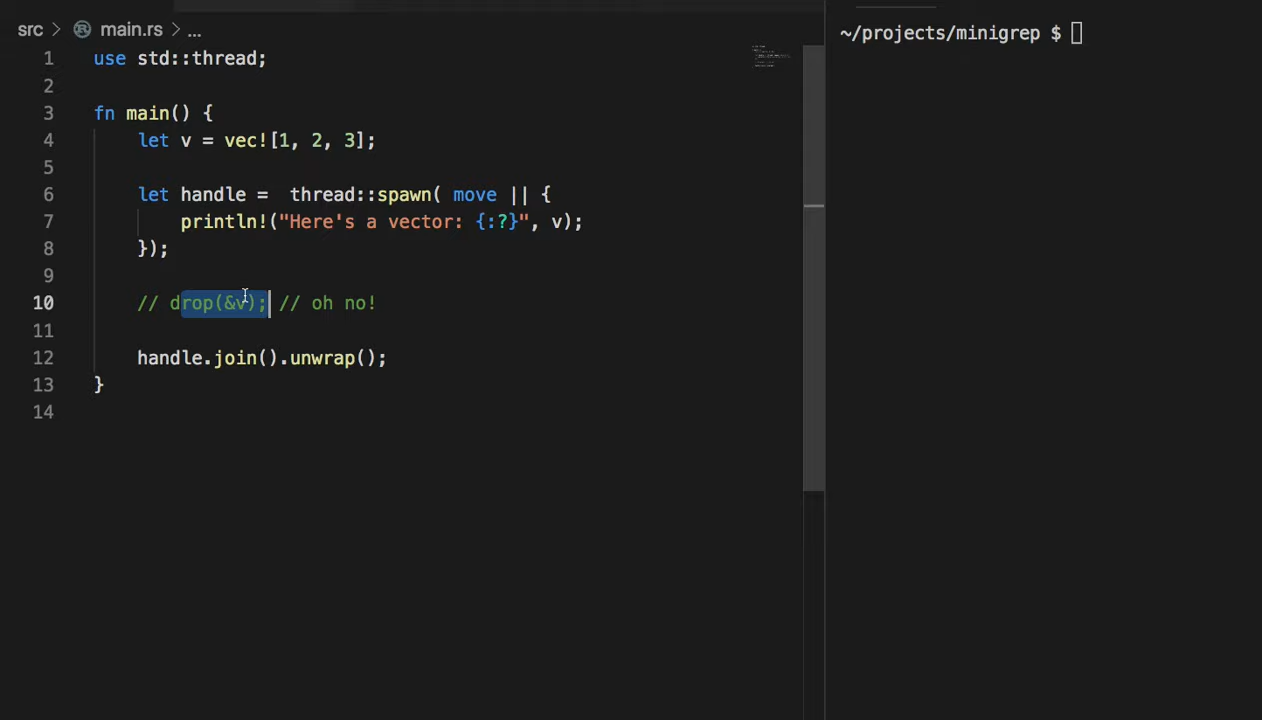 src > main.rs > ...
1 use std::thread;
2
3 fn main() {
4 let v = vec![1, 2, 3];
5
6 let handle =  thread::spawn( move || {
7 println!("Here's a vector: {:?}", v);
8 });
9
10 // drop(&v); // oh no!
11
12 handle.join().unwrap();
13 }
14
~/projects/minigrep $